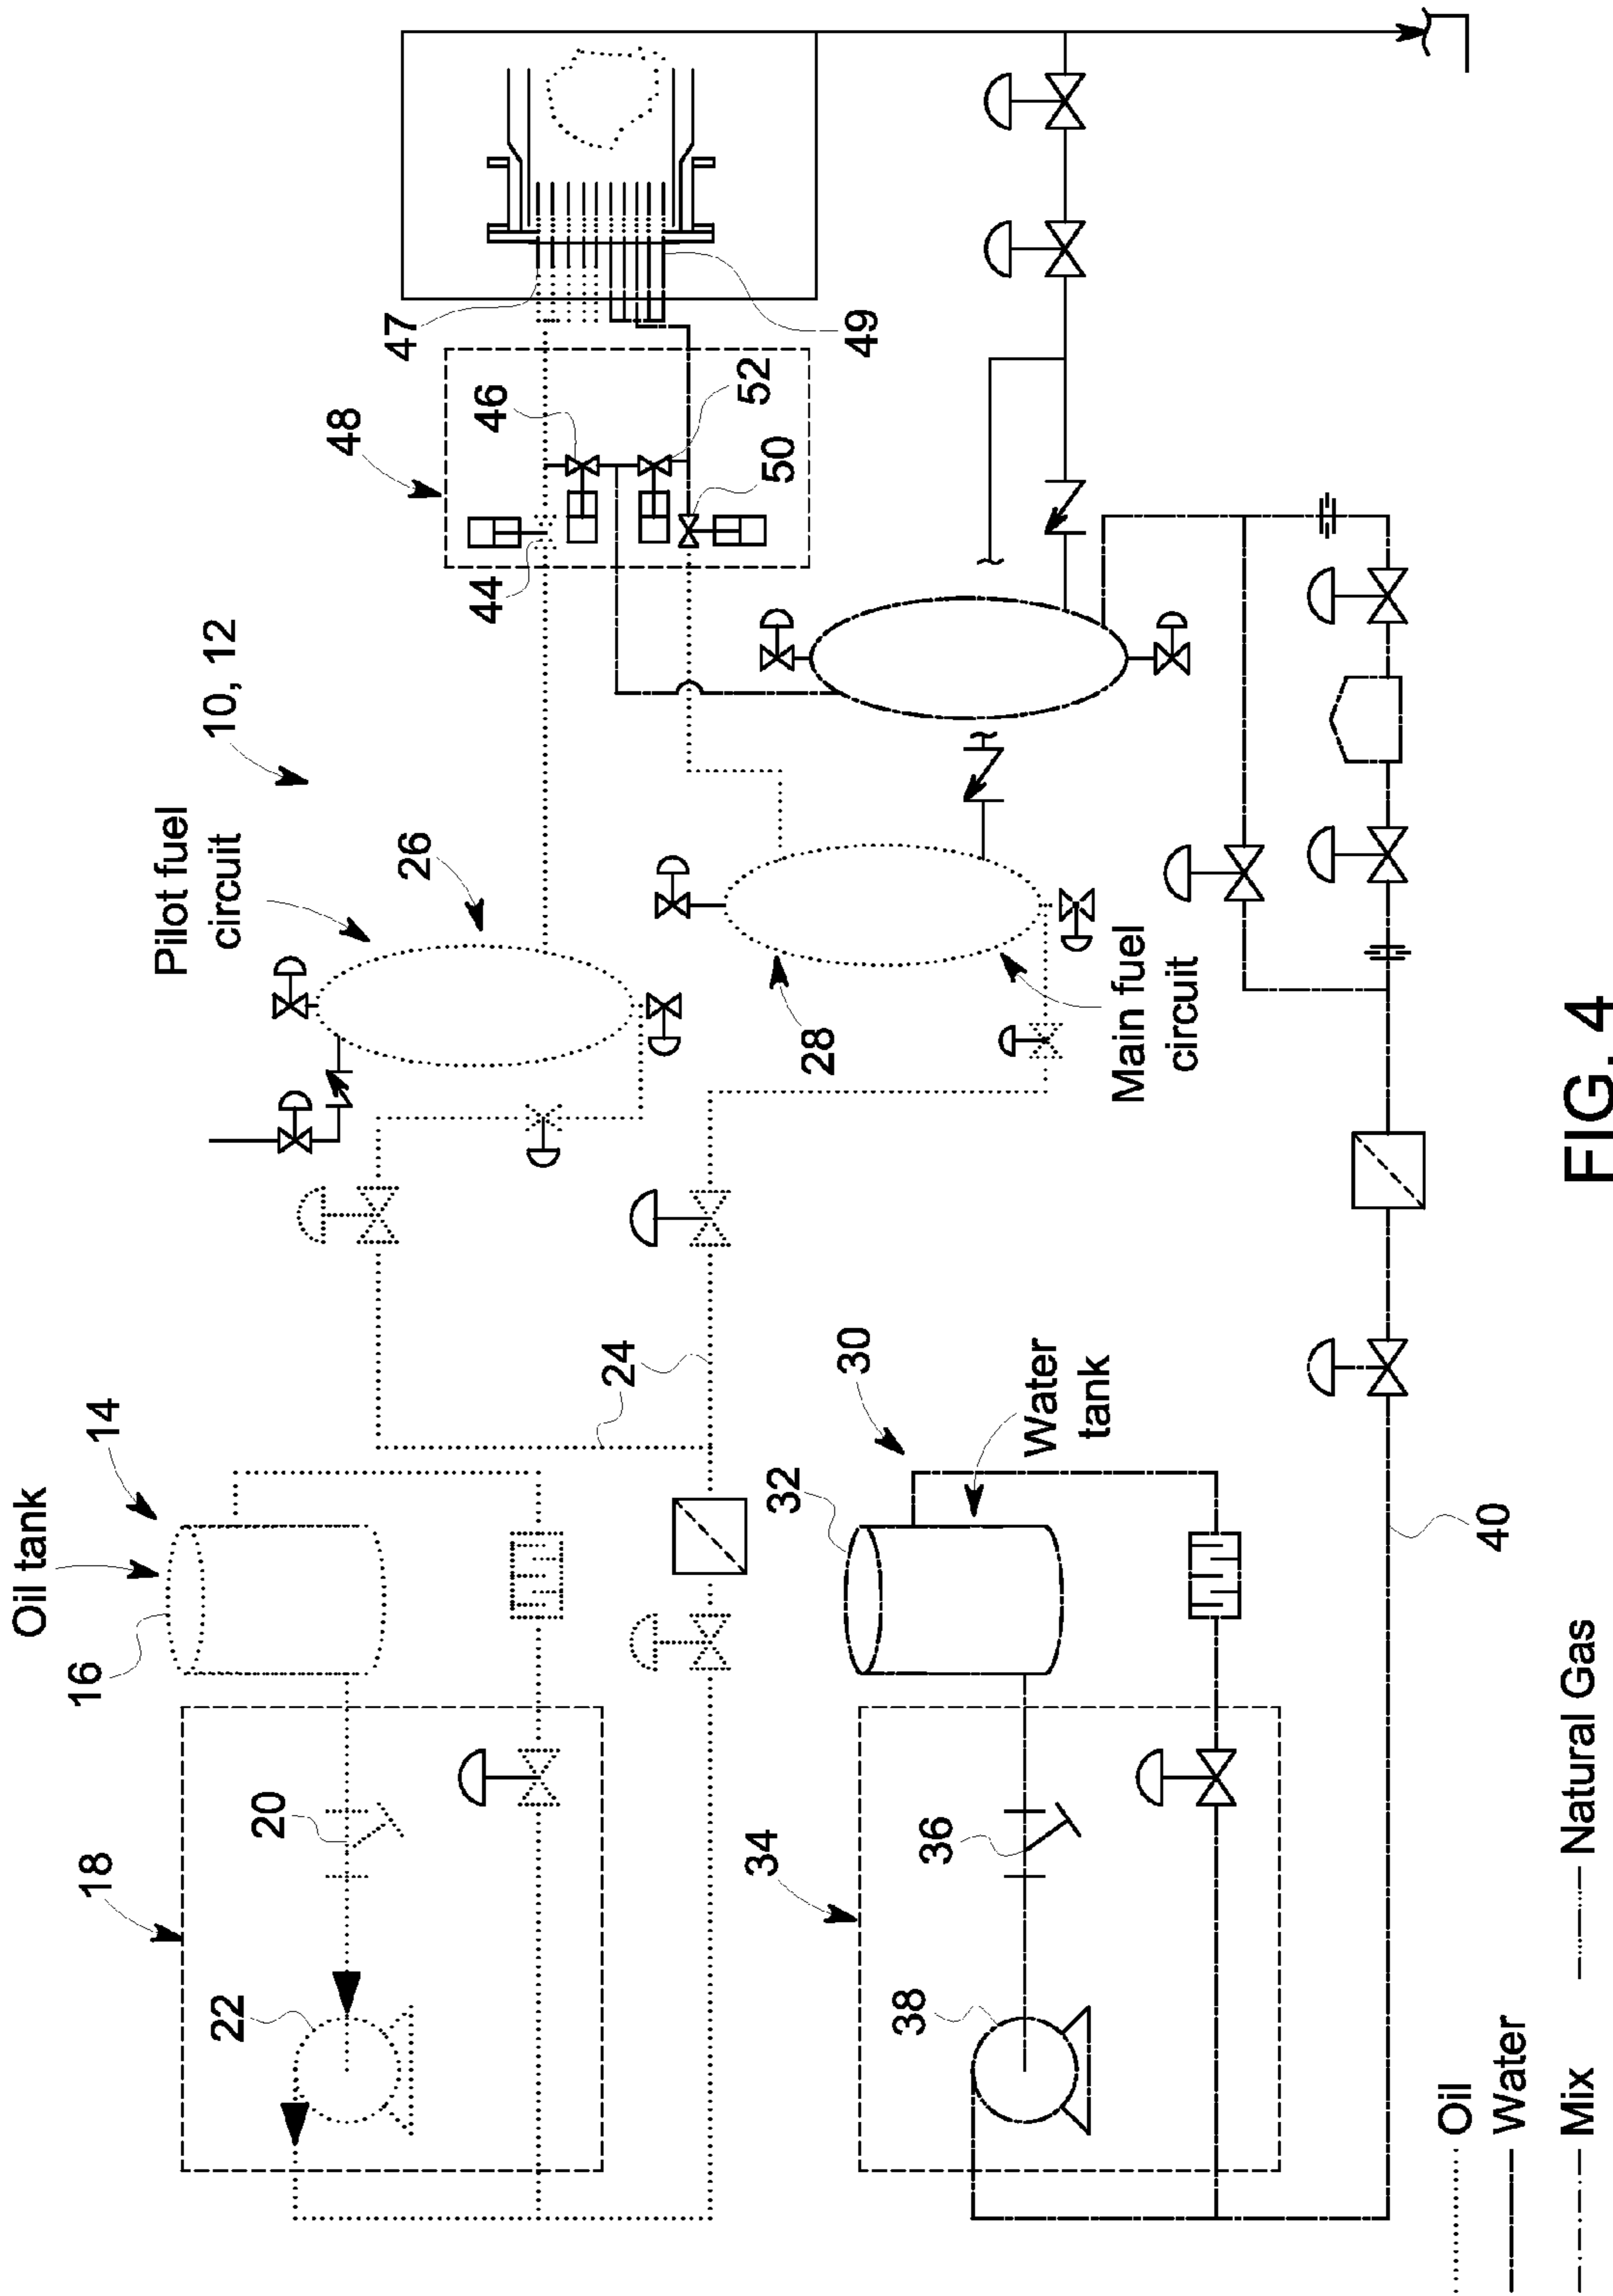 10, 12
Oil tank
14
16
18
20
22
24
Pilot fuel
circuit
26
28
Main fuel
circuit
30
Water
tank
32
34
36
38
40
44
46
47
48
49
50
52
Oil
Water
Mix
Natural Gas
FIG. 4